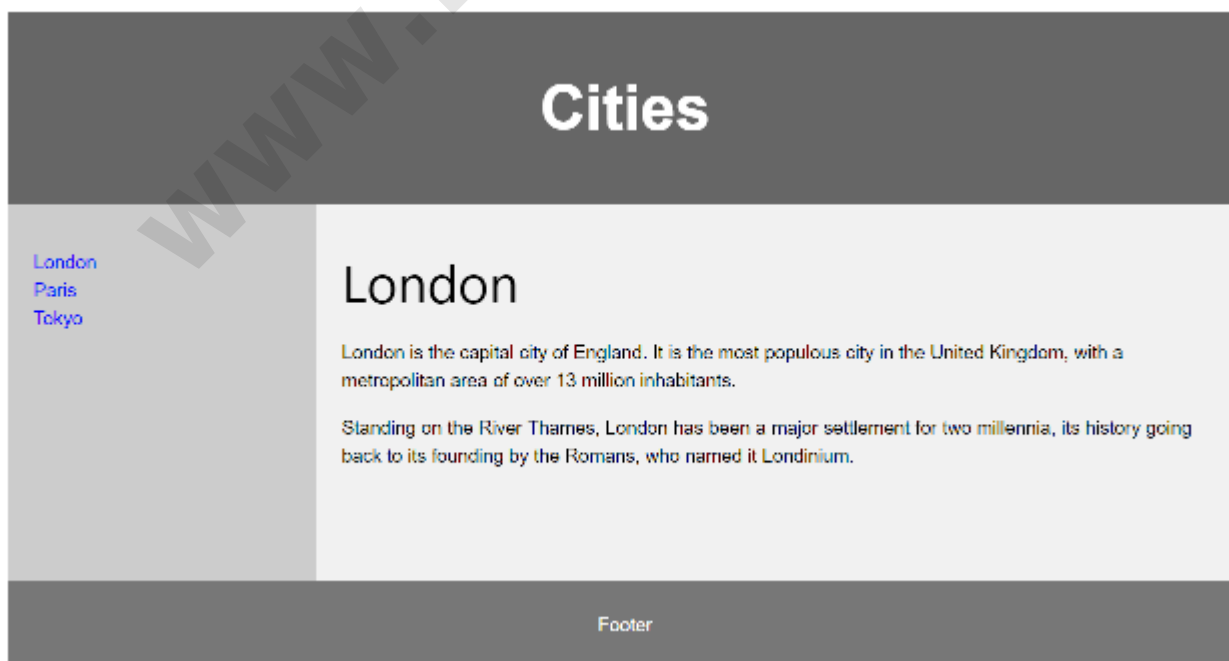 www.
Cities
London
Paris
Tokyo
London
London is the capital city of England. It is the most populous city in the United Kingdom, with a
metropolitan area of over 13 million inhabitants.
Standing on the River Thames, London has been a major settlement for two millennia, its history going
back to its founding by the Romans, who named it Londinium.
Footer